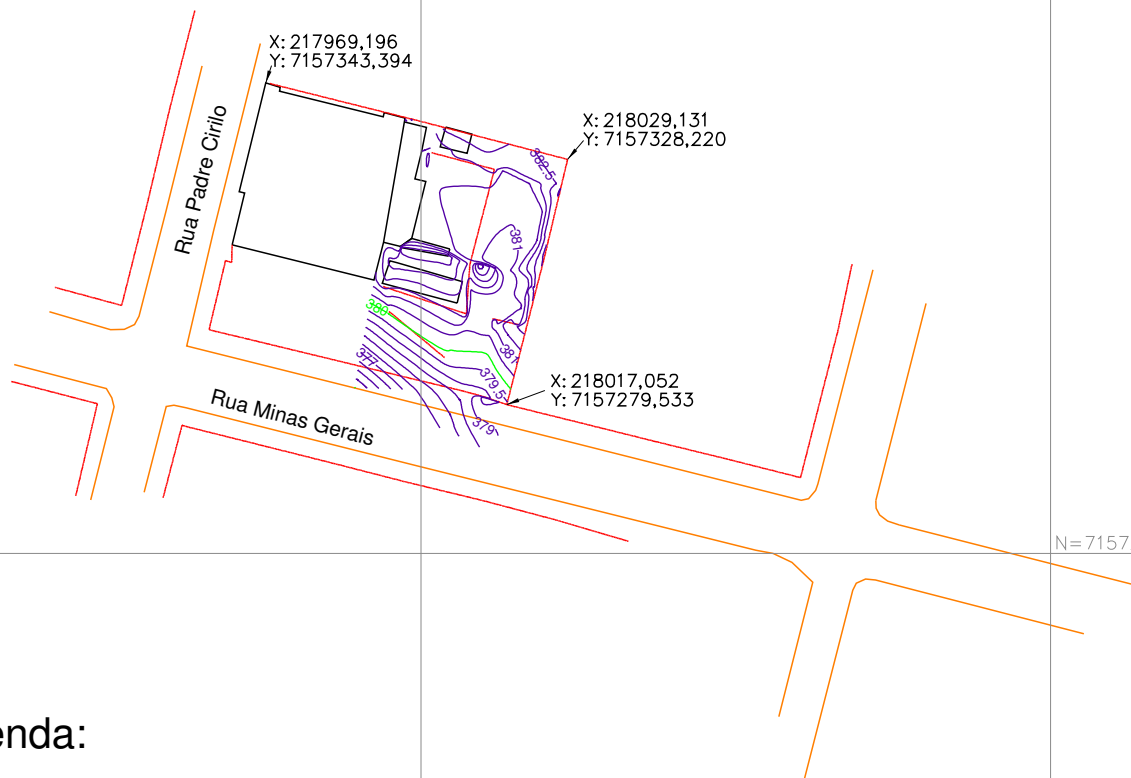 X: 217969,196
Y: 7157343,394
X: 218029,131
Y: 7157328,220
Rua Padre Cirilo
382.5
381
380
377
381
379.5
X: 218017,052
Y: 7157279,533
Rua Minas Gerais
379
N=7157
enda: